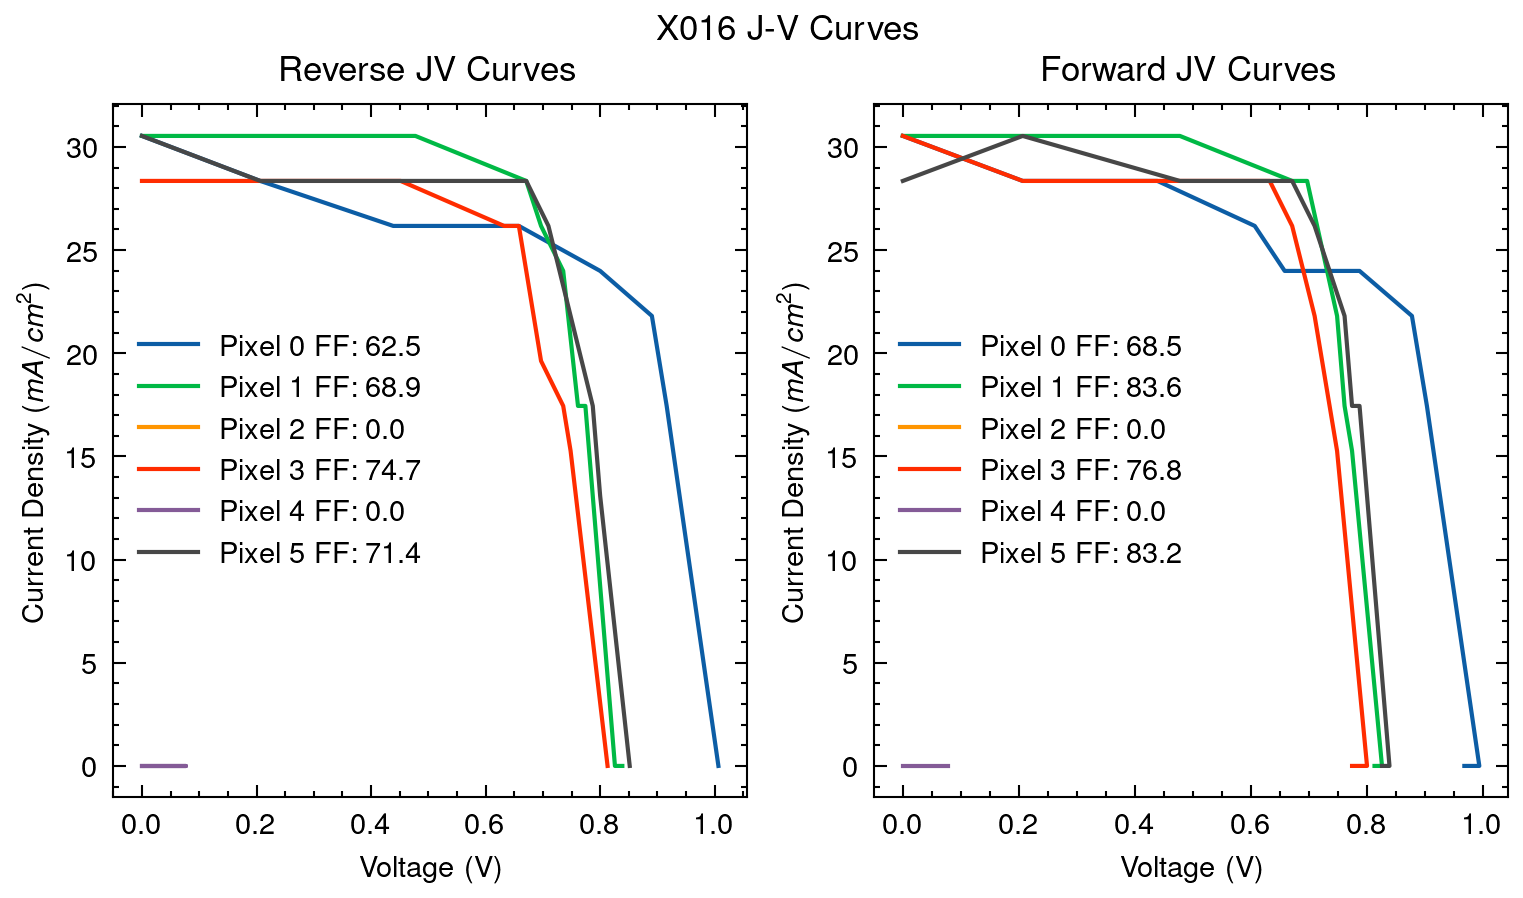 X016 J-V Curves
Reverse JV Curves
Current Density (mA/cm²)
30
25
20
15
10
5
0
Pixel 0 FF: 62.5
Pixel 1 FF: 68.9
Pixel 2 FF: 0.0
Pixel 3 FF: 74.7
Pixel 4 FF: 0.0
Pixel 5 FF: 71.4
0.0 0.2 0.4 0.6 0.8 1.0
Voltage (V)
Forward JV Curves
Current Density (mA/cm²)
30
25
20
15
10
5
0
Pixel 0 FF: 68.5
Pixel 1 FF: 83.6
Pixel 2 FF: 0.0
Pixel 3 FF: 76.8
Pixel 4 FF: 0.0
Pixel 5 FF: 83.2
0.0 0.2 0.4 0.6 0.8 1.0
Voltage (V)